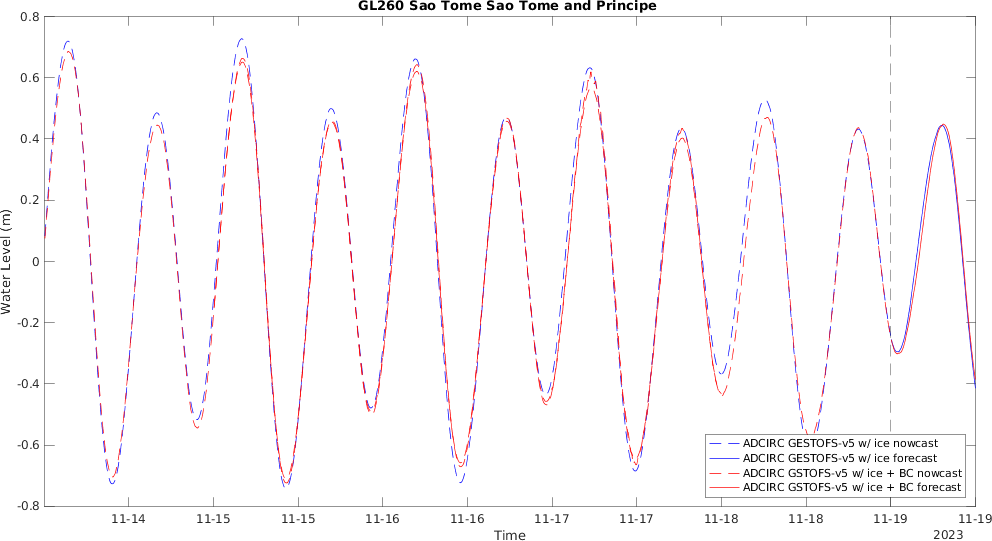 GL260 Sao Tome Sao Tome and Principe
0.8
0.6
0.4
0.2
0
-0.2
-0.4
-0.6
-0.8
Water Level (m)
ADCIRC GESTOFS-v5 w/ ice nowcast
ADCIRC GESTOFS-v5 w/ ice forecast
ADCIRC GSTOFS-v5 w/ ice + BC nowcast
ADCIRC GSTOFS-v5 w/ ice + BC forecast
11-14 11-15 11-15 11-16 11-16 11-17 11-17 11-18 11-18 11-19 11-19
Time
2023